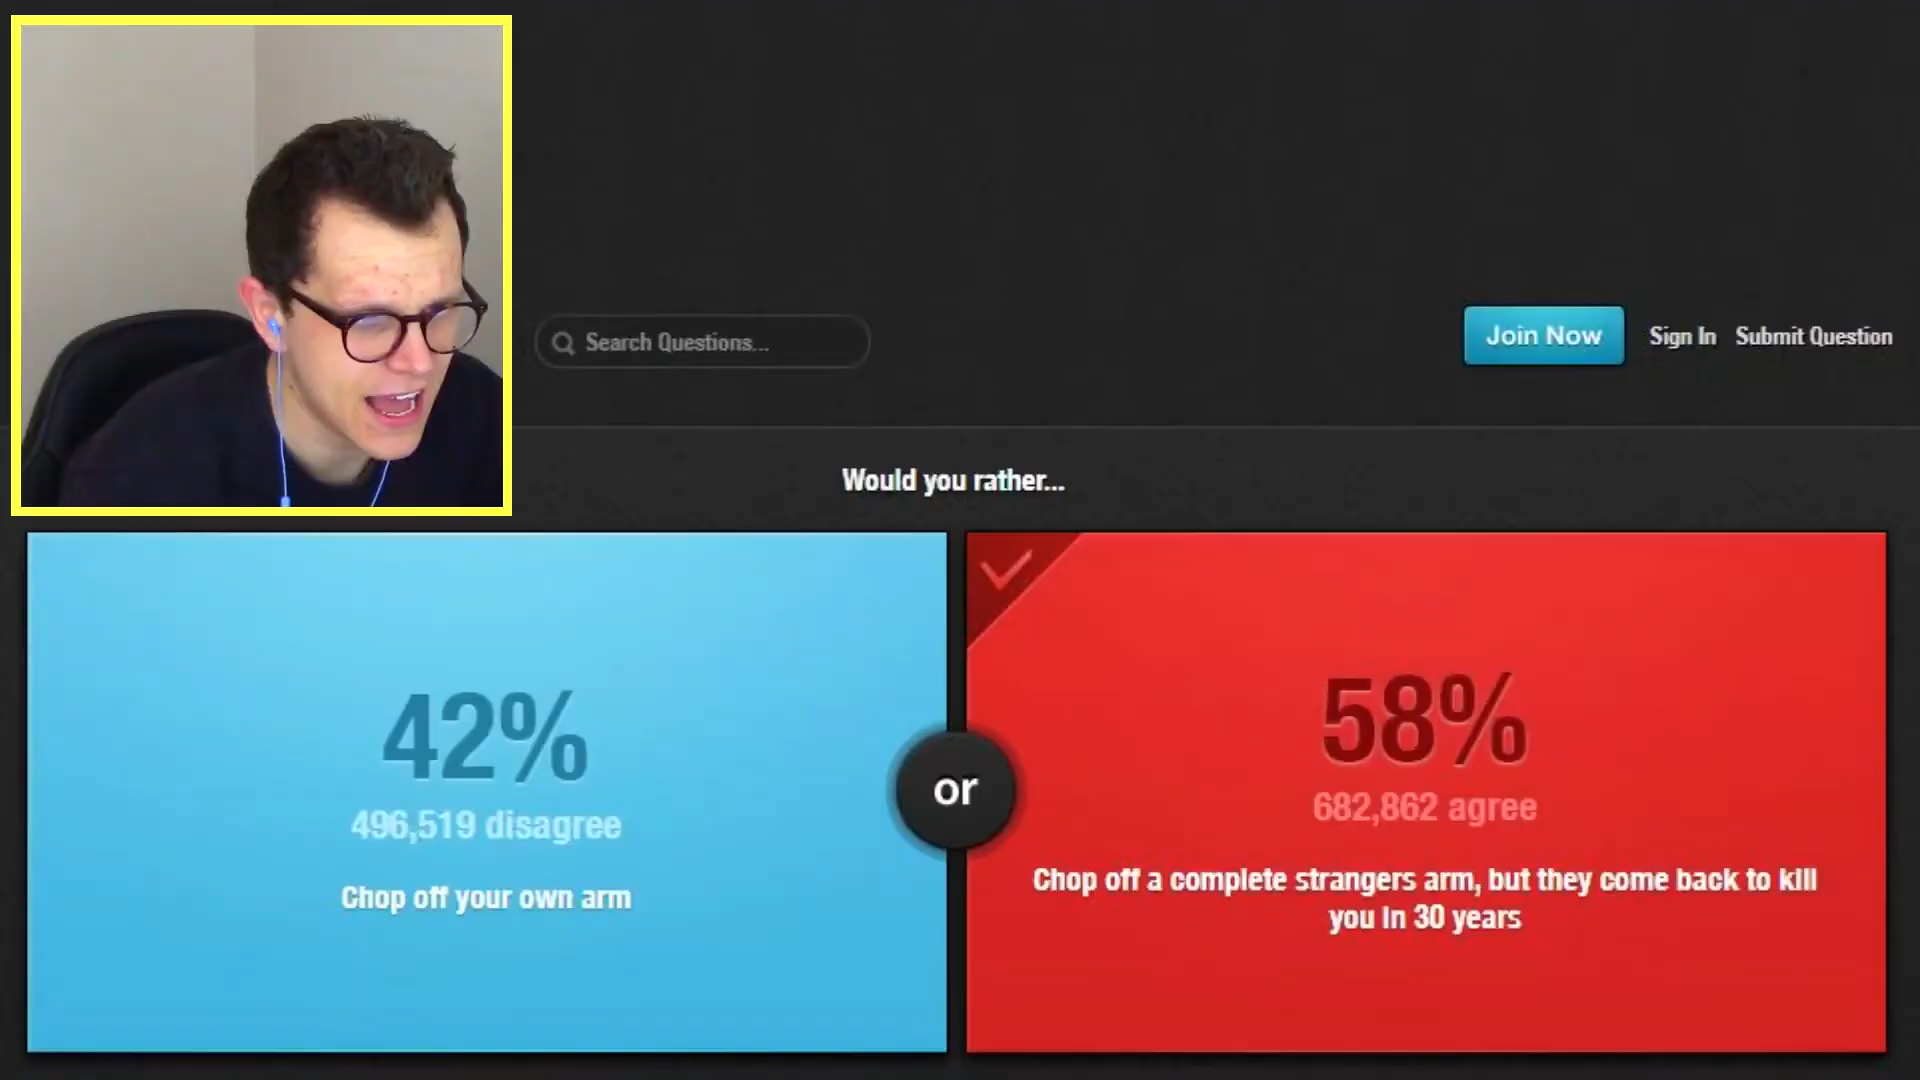 Search Questions...
Join Now
Sign In
Submit Question
Would you rather...
42%
496,519 disagree
Chop off your own arm
or
58%
682,862 agree
Chop off a complete strangers arm, but they come back to kill
you in 30 years